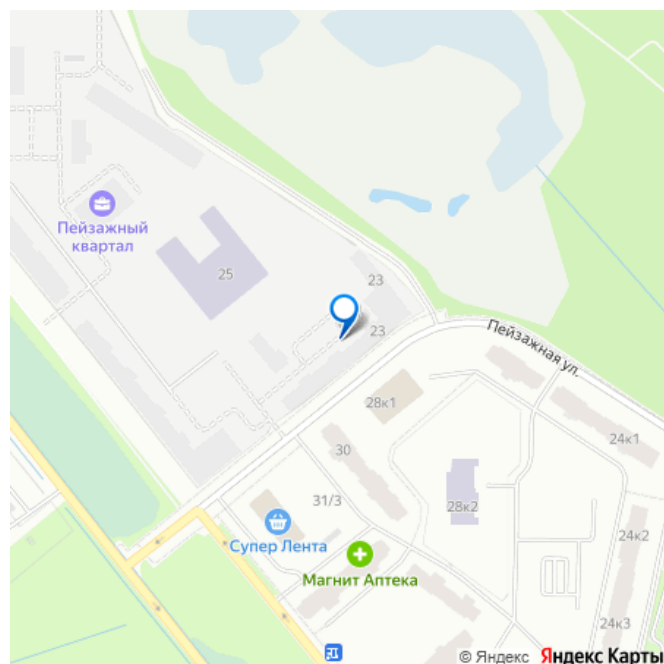 Пейзажный
квартал
25
23
23
Пейзажная ул.
28к1
24к1
30
31/3
28к2
24к2
Супер Лента
Магнит Аптека
24к3
© Яндекс Яндекс Карты